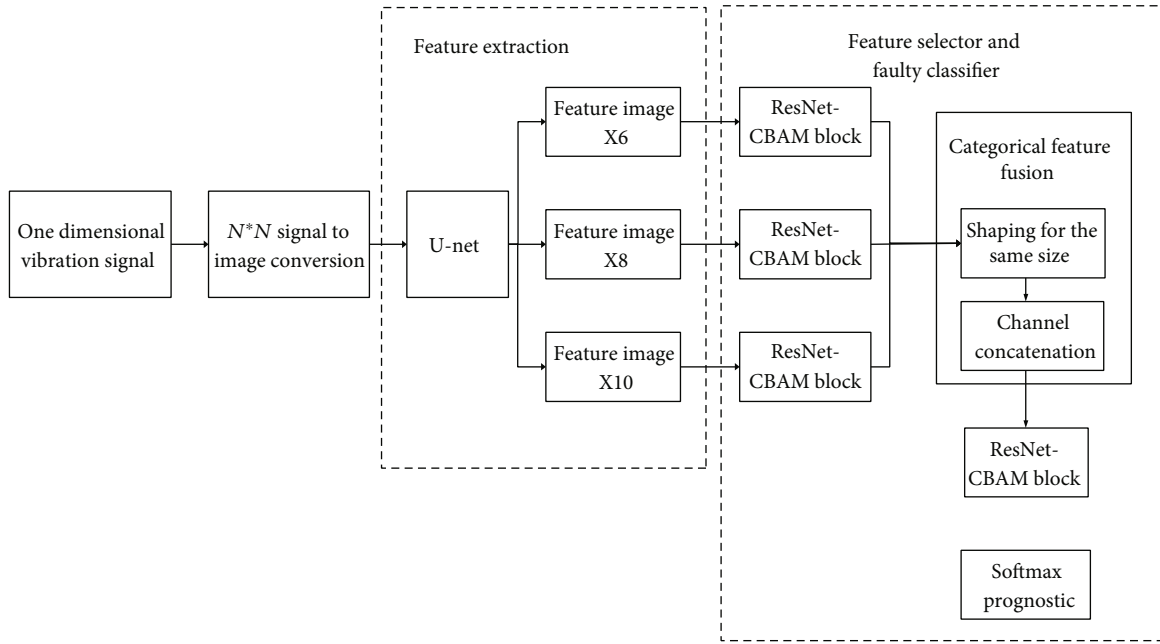 Feature extraction
Feature selector and
faulty classifier
One dimensional
vibration signal
N*N signal to
image conversion
U-net
Feature image
X6
Feature image
X8
Feature image
X10
ResNet-
CBAM block
ResNet-
CBAM block
ResNet-
CBAM block
Categorical feature
fusion
Shaping for the
same size
Channel
concatenation
ResNet-
CBAM block
Softmax
prognostic